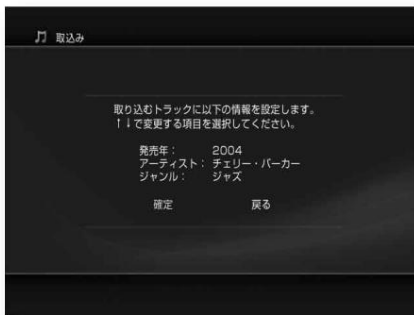 取込み
取り込むトラックに以下の情報を設定します。
↑↓で変更する項目を選択してください。
発売年： 2004
アーティスト： チェリー・パーカー
ジャンル： ジャズ
確定 戻る